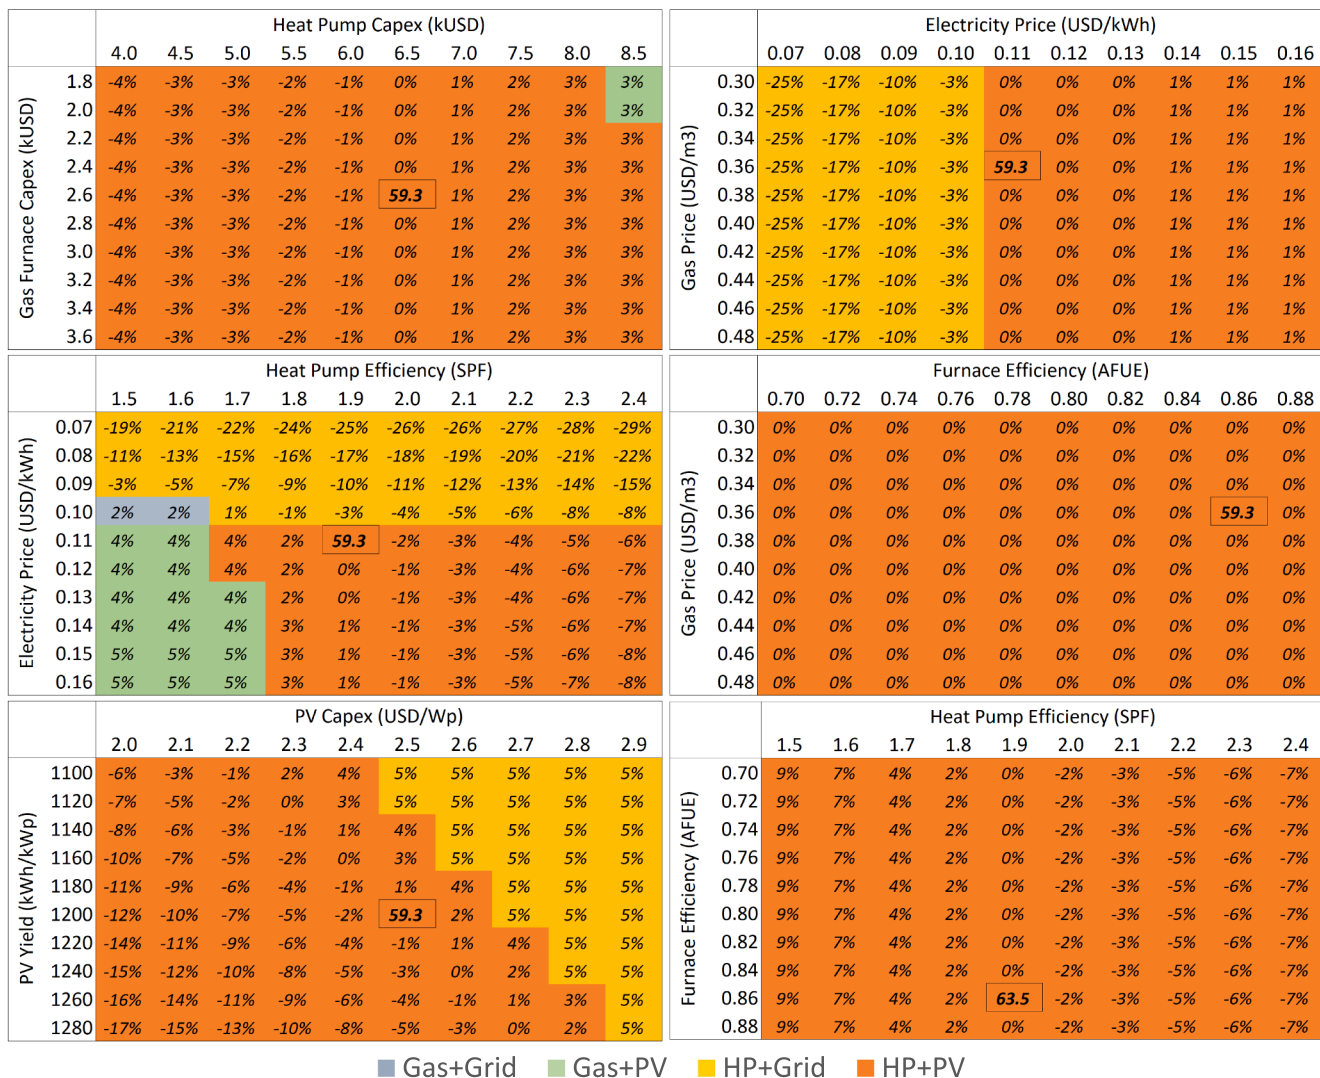 Heat Pump Capex (kUSD)
4.0 4.5 5.0 5.5 6.0 6.5 7.0 7.5 8.0 8.5
Gas Furnace Capex (kUSD)
1.8 -4% -3% -3% -2% -1% 0% 1% 2% 3% 3%
2.0 -4% -3% -3% -2% -1% 0% 1% 2% 3% 3%
2.2 -4% -3% -3% -2% -1% 0% 1% 2% 3% 3%
2.4 -4% -3% -3% -2% -1% 0% 1% 2% 3% 3%
2.6 -4% -3% -3% -2% -1% 59.3 1% 2% 3% 3%
2.8 -4% -3% -3% -2% -1% 0% 1% 2% 3% 3%
3.0 -4% -3% -3% -2% -1% 0% 1% 2% 3% 3%
3.2 -4% -3% -3% -2% -1% 0% 1% 2% 3% 3%
3.4 -4% -3% -3% -2% -1% 0% 1% 2% 3% 3%
3.6 -4% -3% -3% -2% -1% 0% 1% 2% 3% 3%
Electricity Price (USD/kWh)
0.07 0.08 0.09 0.10 0.11 0.12 0.13 0.14 0.15 0.16
Gas Price (USD/m3)
0.30 -25% -17% -10% -3% 0% 0% 0% 1% 1% 1%
0.32 -25% -17% -10% -3% 0% 0% 0% 1% 1% 1%
0.34 -25% -17% -10% -3% 0% 0% 0% 1% 1% 1%
0.36 -25% -17% -10% -3% 59.3 0% 0% 1% 1% 1%
0.38 -25% -17% -10% -3% 0% 0% 0% 1% 1% 1%
0.40 -25% -17% -10% -3% 0% 0% 0% 1% 1% 1%
0.42 -25% -17% -10% -3% 0% 0% 0% 1% 1% 1%
0.44 -25% -17% -10% -3% 0% 0% 0% 1% 1% 1%
0.46 -25% -17% -10% -3% 0% 0% 0% 1% 1% 1%
0.48 -25% -17% -10% -3% 0% 0% 0% 1% 1% 1%
Heat Pump Efficiency (SPF)
1.5 1.6 1.7 1.8 1.9 2.0 2.1 2.2 2.3 2.4
Electricity Price (USD/kWh)
0.07 -19% -21% -22% -24% -25% -26% -26% -27% -28% -29%
0.08 -11% -13% -15% -16% -17% -18% -19% -20% -21% -22%
0.09 -3% -5% -7% -9% -10% -11% -12% -13% -14% -15%
0.10 2% 2% 1% -1% -3% -4% -5% -6% -8% -8%
0.11 4% 4% 4% 2% 59.3 -2% -3% -4% -5% -6%
0.12 4% 4% 4% 2% 0% -1% -3% -4% -6% -7%
0.13 4% 4% 4% 2% 0% -1% -3% -4% -6% -7%
0.14 4% 4% 4% 3% 1% -1% -3% -5% -6% -7%
0.15 5% 5% 5% 3% 1% -1% -3% -5% -6% -8%
0.16 5% 5% 5% 3% 1% -1% -3% -5% -7% -8%
Furnace Efficiency (AFUE)
0.70 0.72 0.74 0.76 0.78 0.80 0.82 0.84 0.86 0.88
Gas Price (USD/m3)
0.30 0% 0% 0% 0% 0% 0% 0% 0% 0% 0%
0.32 0% 0% 0% 0% 0% 0% 0% 0% 0% 0%
0.34 0% 0% 0% 0% 0% 0% 0% 0% 0% 0%
0.36 0% 0% 0% 0% 0% 0% 0% 0% 59.3 0%
0.38 0% 0% 0% 0% 0% 0% 0% 0% 0% 0%
0.40 0% 0% 0% 0% 0% 0% 0% 0% 0% 0%
0.42 0% 0% 0% 0% 0% 0% 0% 0% 0% 0%
0.44 0% 0% 0% 0% 0% 0% 0% 0% 0% 0%
0.46 0% 0% 0% 0% 0% 0% 0% 0% 0% 0%
0.48 0% 0% 0% 0% 0% 0% 0% 0% 0% 0%
PV Capex (USD/Wp)
2.0 2.1 2.2 2.3 2.4 2.5 2.6 2.7 2.8 2.9
PV Yield (kWh/kWp)
1100 -6% -3% -1% 2% 4% 5% 5% 5% 5% 5%
1120 -7% -5% -2% 0% 3% 5% 5% 5% 5% 5%
1140 -8% -6% -3% -1% 1% 4% 5% 5% 5% 5%
1160 -10% -7% -5% -2% 0% 3% 5% 5% 5% 5%
1180 -11% -9% -6% -4% -1% 1% 4% 5% 5% 5%
1200 -12% -10% -7% -5% -2% 59.3 2% 5% 5% 5%
1220 -14% -11% -9% -6% -4% -1% 1% 4% 5% 5%
1240 -15% -12% -10% -8% -5% -3% 0% 2% 5% 5%
1260 -16% -14% -11% -9% -6% -4% -1% 1% 3% 5%
1280 -17% -15% -13% -10% -8% -5% -3% 0% 2% 5%
Heat Pump Efficiency (SPF)
1.5 1.6 1.7 1.8 1.9 2.0 2.1 2.2 2.3 2.4
Furnace Efficiency (AFUE)
0.70 9% 7% 4% 2% 0% -2% -3% -5% -6% -7%
0.72 9% 7% 4% 2% 0% -2% -3% -5% -6% -7%
0.74 9% 7% 4% 2% 0% -2% -3% -5% -6% -7%
0.76 9% 7% 4% 2% 0% -2% -3% -5% -6% -7%
0.78 9% 7% 4% 2% 0% -2% -3% -5% -6% -7%
0.80 9% 7% 4% 2% 0% -2% -3% -5% -6% -7%
0.82 9% 7% 4% 2% 0% -2% -3% -5% -6% -7%
0.84 9% 7% 4% 2% 0% -2% -3% -5% -6% -7%
0.86 9% 7% 4% 2% 63.5 -2% -3% -5% -6% -7%
0.88 9% 7% 4% 2% 0% -2% -3% -5% -6% -7%
Gas+Grid Gas+PV HP+Grid HP+PV